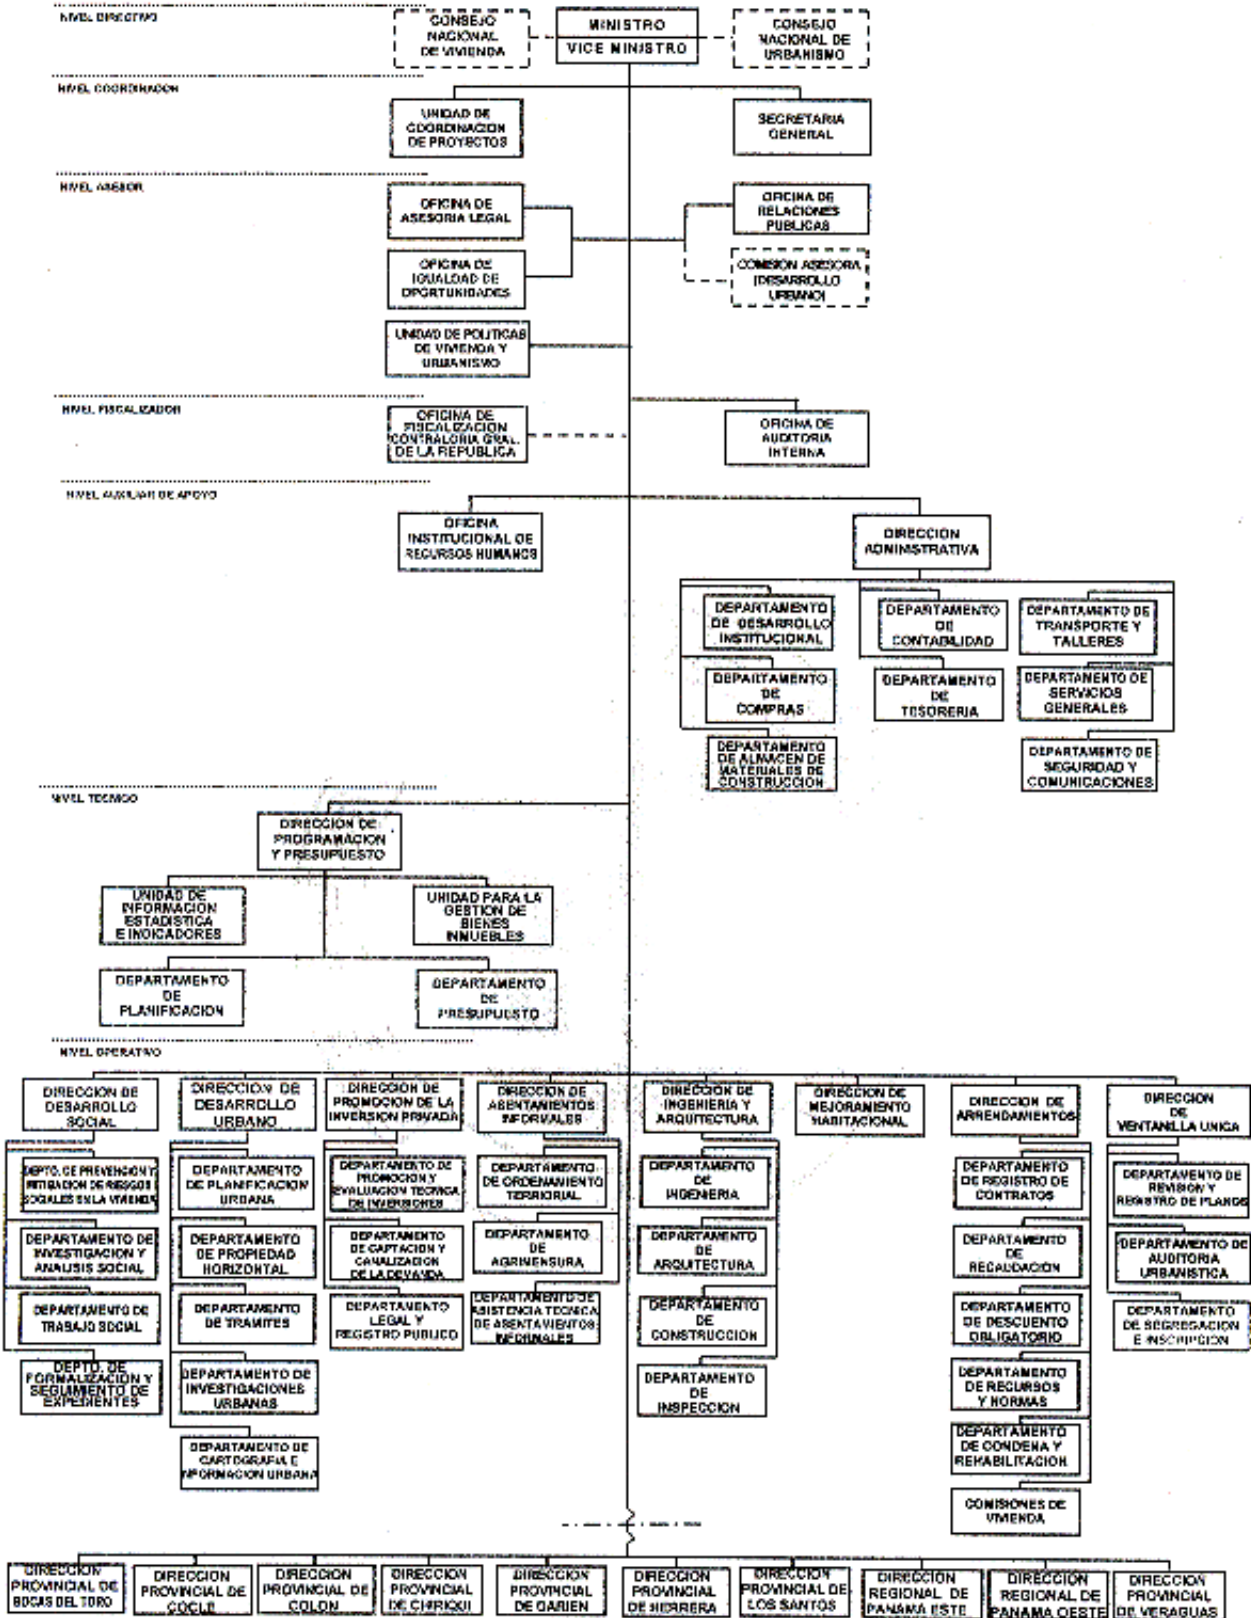 NIVEL DIRECTIVO
CONSEJO
NACIONAL
DE VIVIENDA
MINISTRO
VICE MINISTRO
CONSEJO
NACIONAL DE
URBANISMO
NIVEL COORDINADOR
UNIDAD DE
COORDINACION
DE PROYECTOS
SECRETARIA
GENERAL
NIVEL ASESOR
OFICINA DE
ASESORIA LEGAL
OFICINA DE
RELACIONES
PUBLICAS
OFICINA DE
IGUALDAD DE
OPORTUNIDADES
COMISION ASESORA
(DESARROLLO
URBANO)
UNIDAD DE POLITICAS
DE VIVIENDA Y
URBANISMO
NIVEL FISCALIZADOR
OFICINA DE
FISCALIZACION
CONTRALORIA GRAL.
DE LA REPUBLICA
OFICINA DE
AUDITORIA
INTERNA
NIVEL AUXILIAR DE APOYO
OFICINA
INSTITUCIONAL DE
RECURSOS HUMANOS
DIRECCION
ADMINISTRATIVA
DEPARTAMENTO
DE DESARROLLO
INSTITUCIONAL
DEPARTAMENTO
DE
CONTABILIDAD
DEPARTAMENTO DE
TRANSPORTE Y
TALLERES
DEPARTAMENTO
DE
COMPRAS
DEPARTAMENTO
DE
TESORERIA
DEPARTAMENTO DE
SERVICIOS
GENERALES
DEPARTAMENTO
DE ALMACEN DE
MATERIALES DE
CONSTRUCCION
DEPARTAMENTO DE
SEGURIDAD Y
COMUNICACIONES
NIVEL TECNICO
DIRECCION DE
PROGRAMACION
Y PRESUPUESTO
UNIDAD DE
INFORMACION
ESTADISTICA
E INDICADORES
UNIDAD PARA LA
GESTION DE
BIENES
INMUEBLES
DEPARTAMENTO
DE
PLANIFICACION
DEPARTAMENTO
DE
PRESUPUESTO
NIVEL OPERATIVO
DIRECCION DE
DESARROLLO
SOCIAL
DIRECCION DE
DESARROLLO
URBANO
DIRECCION DE
PROMOCION DE LA
INVERSION PRIVADA
DIRECCION DE
ASENTAMIENTOS
INFORMALES
DIRECCION DE
INGENIERIA Y
ARQUITECTURA
DIRECCION DE
MEJORAMIENTO
HABITACIONAL
DIRECCION DE
ARRENDAMIENTOS
DIRECCION
DE
VENTANILLA UNICA
DEPTO. DE PREVENCION Y
MITIGACION DE RIESGOS
SOCIALES EN LA VIVIENDA
DEPARTAMENTO
DE PLANIFICACION
URBANA
DEPARTAMENTO DE
PROMOCION Y
EVALUACION TECNICA
DE INVERSIONES
DEPARTAMENTO
DE ORDENAMIENTO
TERRIORIAL
DEPARTAMENTO
DE
INGENIERIA
DEPARTAMENTO
DE REGISTRO DE
CONTRATOS
DEPARTAMENTO DE
REVISION Y
REGISTRO DE PLANOS
DEPARTAMENTO DE
INVESTIGACION Y
ANALISIS SOCIAL
DEPARTAMENTO
DE PROPIEDAD
HORIZONTAL
DEPARTAMENTO
DE CAPTACION Y
CANALIZACION
DE LA DEMANDA
DEPARTAMENTO
DE
AGRIMENSURA
DEPARTAMENTO
DE
ARQUITECTURA
DEPARTAMENTO
DE
RECAUDACION
DEPARTAMENTO DE
AUDITORIA
URBANISTICA
DEPARTAMENTO DE
TRABAJO SOCIAL
DEPARTAMENTO
DE TRAMITES
DEPARTAMENTO
LEGAL Y
REGISTRO PUBLICO
DEPARTAMENTO DE
ASISTENCIA TECNICA
DE ASENTAMIENTOS
INFORMALES
DEPARTAMENTO
DE
CONSTRUCCION
DEPARTAMENTO
DE DESCUENTO
OBLIGATORIO
DEPARTAMENTO
DE SEGREGACION
E INSCRIPCION
DEPTO. DE
FORMALIZACION Y
SEGUIMIENTO DE
EXPEDIENTES
DEPARTAMENTO DE
INVESTIGACIONES
URBANAS
DEPARTAMENTO
DE
INSPECCION
DEPARTAMENTO
DE RECURSOS
Y NORMAS
DEPARTAMENTO DE
CARTOGRAFIA E
INFORMACION URBANA
DEPARTAMENTO
DE CONDENA Y
REHABILITACION
COMISIONES DE
VIVIENDA
DIRECCION
PROVINCIAL DE
BOCAS DEL TORO
DIRECCION
PROVINCIAL DE
COCLE
DIRECCION
PROVINCIAL DE
COLON
DIRECCION
PROVINCIAL
DE CHIRIQUI
DIRECCION
PROVINCIAL
DE DARIEN
DIRECCION
PROVINCIAL
DE HERRERA
DIRECCION
PROVINCIAL DE
LOS SANTOS
DIRECCION
REGIONAL DE
PANAMA ESTE
DIRECCION
REGIONAL DE
PANAMA OESTE
DIRECCION
PROVINCIAL
DE VERAGUAS